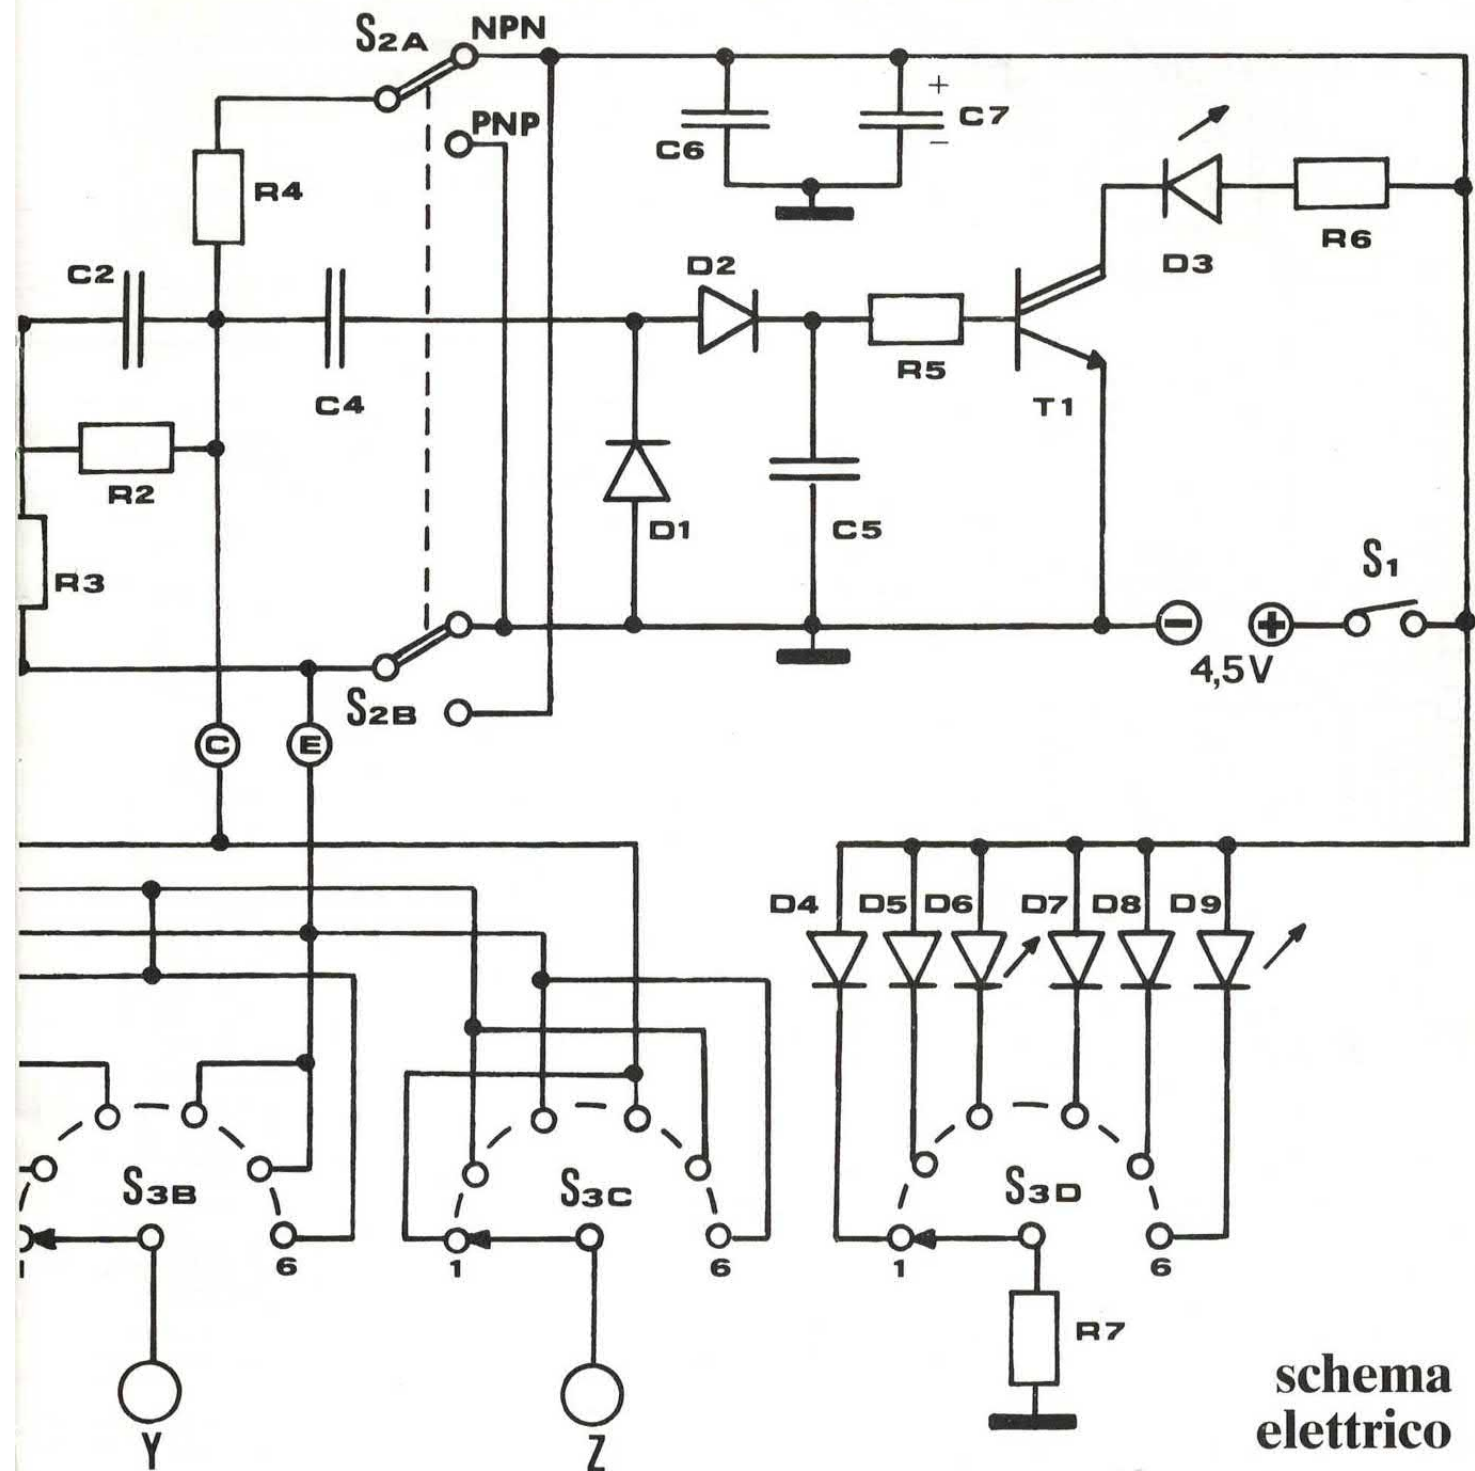 S2A NPN
PNP
+
C7
−
C6
R4
R6
C2
D2
D3
C4
R5
T1
R2
D1
C5
S1
R3
− +
4,5V
S2B
C E
D4 D5 D6 D7 D8 D9
S3B S3C S3D
1 6 1 6 1 6
R7
schema
elettrico
Y Z